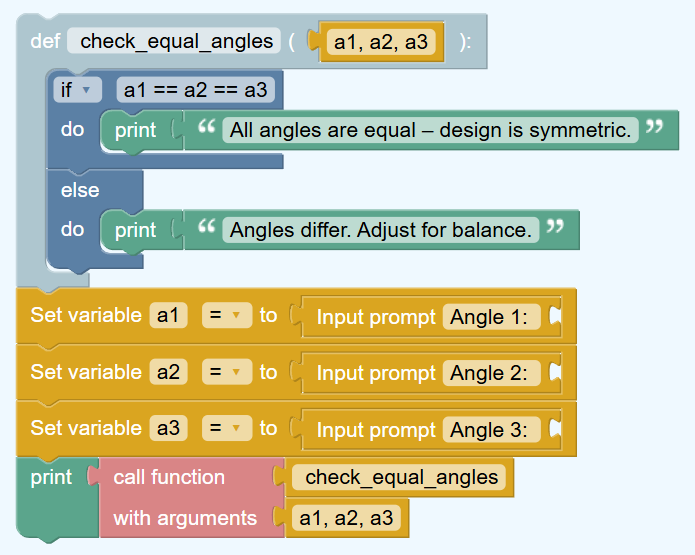 def check_equal_angles ( a1, a2, a3 ):
if a1 == a2 == a3
do print “ All angles are equal – design is symmetric. ”
else
do print “ Angles differ. Adjust for balance. ”
Set variable a1 = to Input prompt Angle 1:
Set variable a2 = to Input prompt Angle 2:
Set variable a3 = to Input prompt Angle 3:
print call function check_equal_angles
with arguments a1, a2, a3